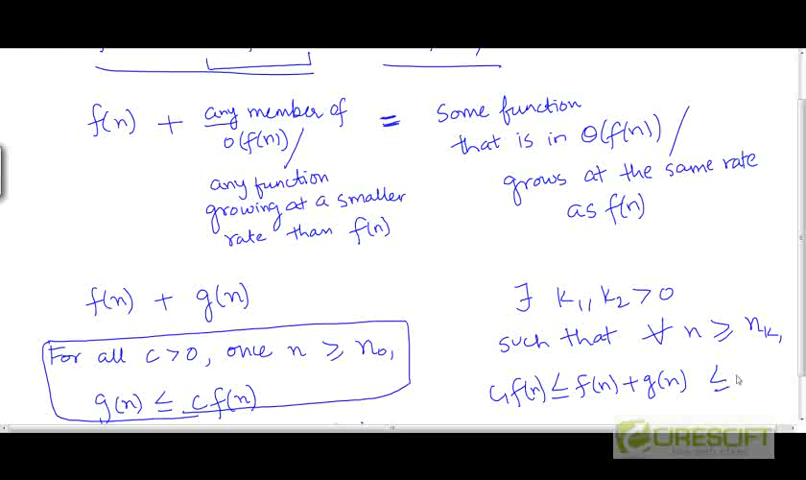 f(n) + any member of o(f(n))/
any function
growing at a smaller
rate than f(n)
=
Some function
that is in Θ(f(n))/
grows at the same rate
as f(n)
f(n) + g(n)
For all c>0, once n ≥ n₀,
g(n) ≤ c f(n)
∃ k₁, k₂ > 0
such that ∀ n ≥ nₖ,
C₁f(n) ≤ f(n) + g(n) ≤